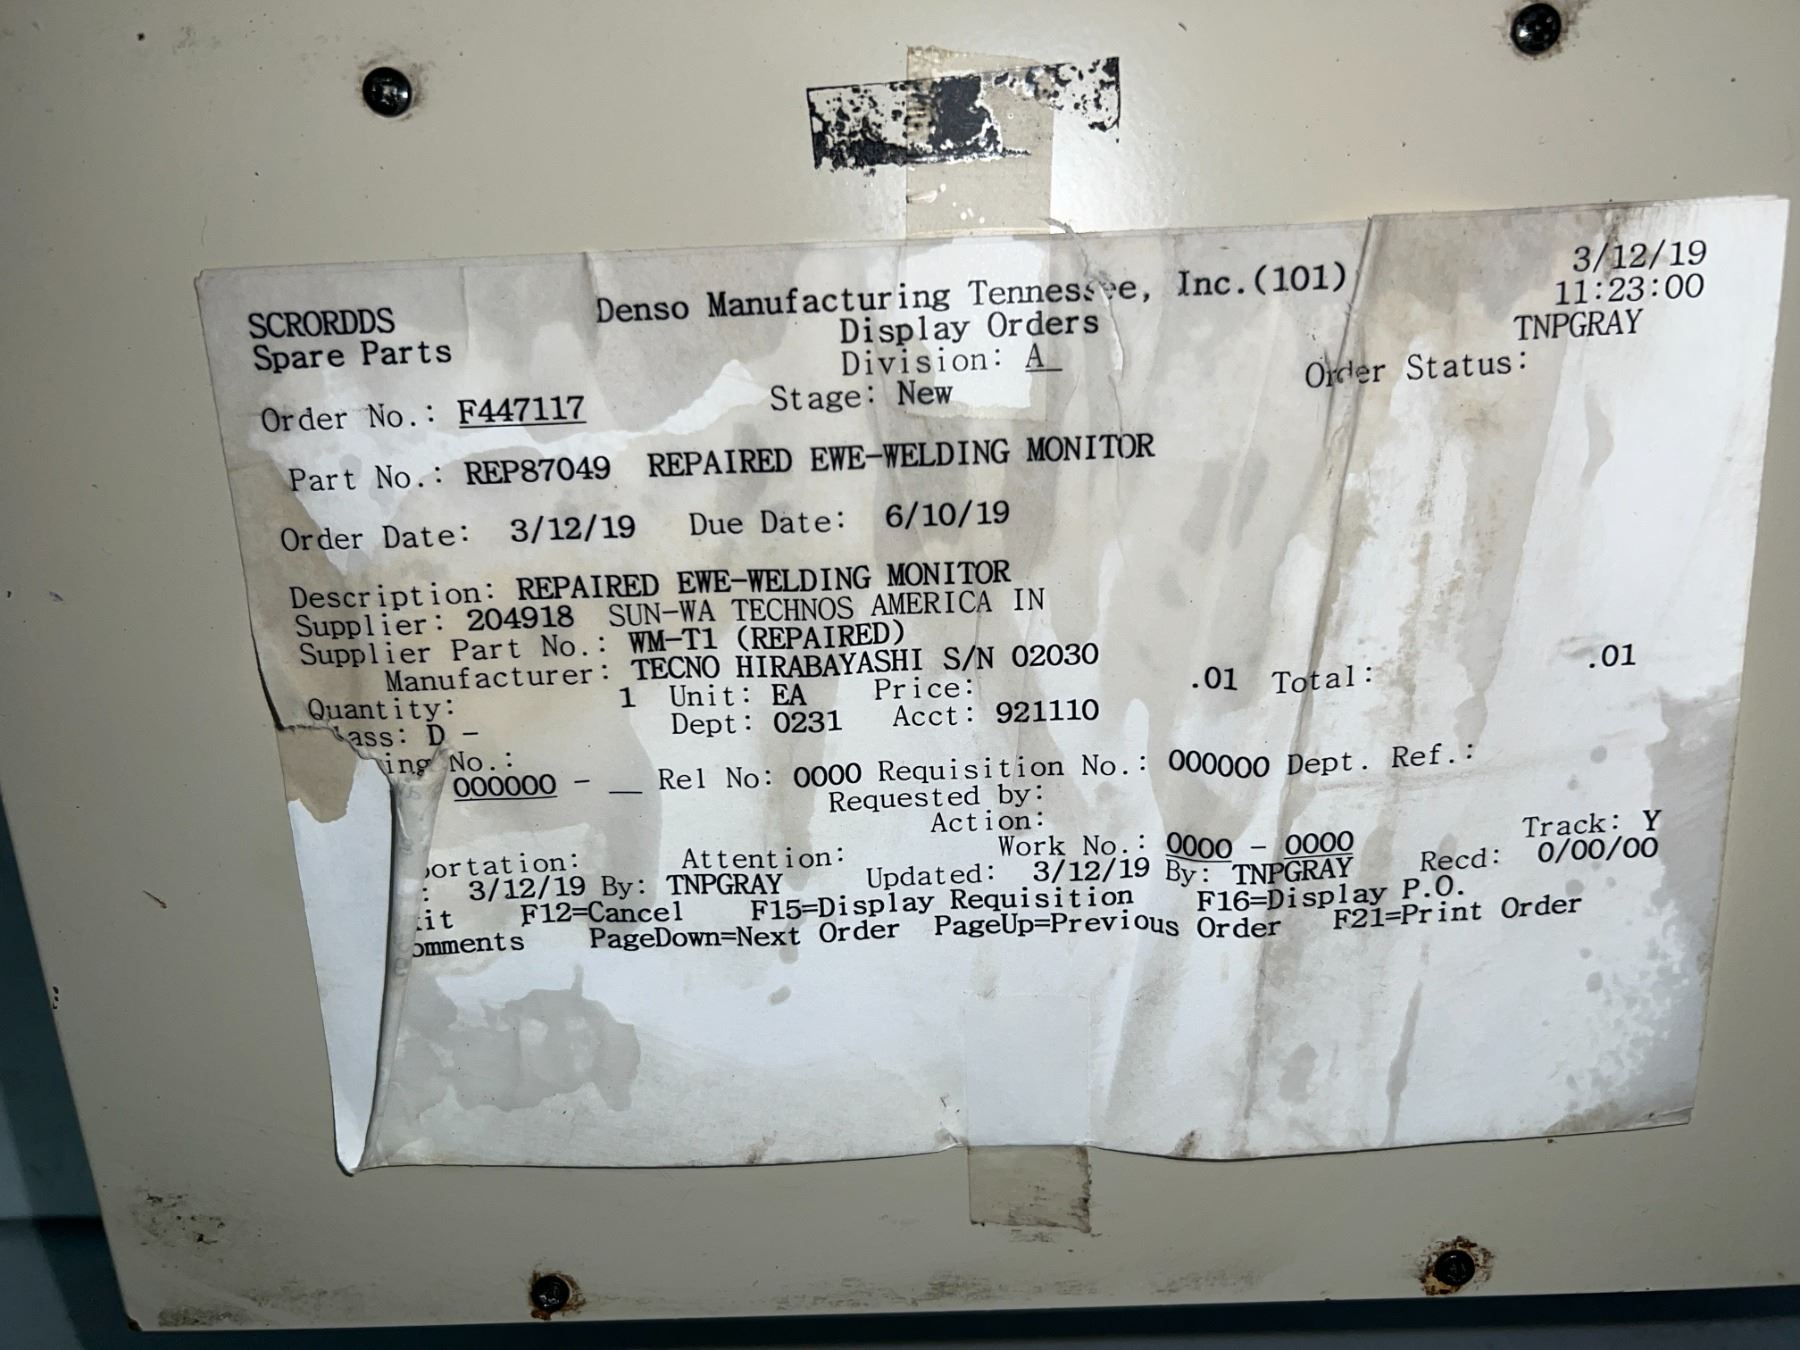 3/12/19
SCRORDDS Denso Manufacturing Tennessee, Inc.(101) 11:23:00
Spare Parts Display Orders TNPGRAY
Division: A
Order No.: F447117 Stage: New Order Status:
Part No.: REP87049 REPAIRED EWE-WELDING MONITOR
Order Date: 3/12/19 Due Date: 6/10/19
Description: REPAIRED EWE-WELDING MONITOR
Supplier: 204918 SUN-WA TECHNOS AMERICA IN
Supplier Part No.: WM-T1 (REPAIRED)
Manufacturer: TECNO HIRABAYASHI S/N 02030
Quantity: 1 Unit: EA Price: .01 Total: .01
ass: D - Dept: 0231 Acct: 921110
ing No.:
000000 - __ Rel No: 0000 Requisition No.: 000000 Dept. Ref.:
Requested by:
Action:
Work No.: 0000 - 0000 Track: Y
portation: Attention:
: 3/12/19 By: TNPGRAY Updated: 3/12/19 By: TNPGRAY Recd: 0/00/00
it F12=Cancel F15=Display Requisition F16=Display P.O.
omments PageDown=Next Order PageUp=Previous Order F21=Print Order